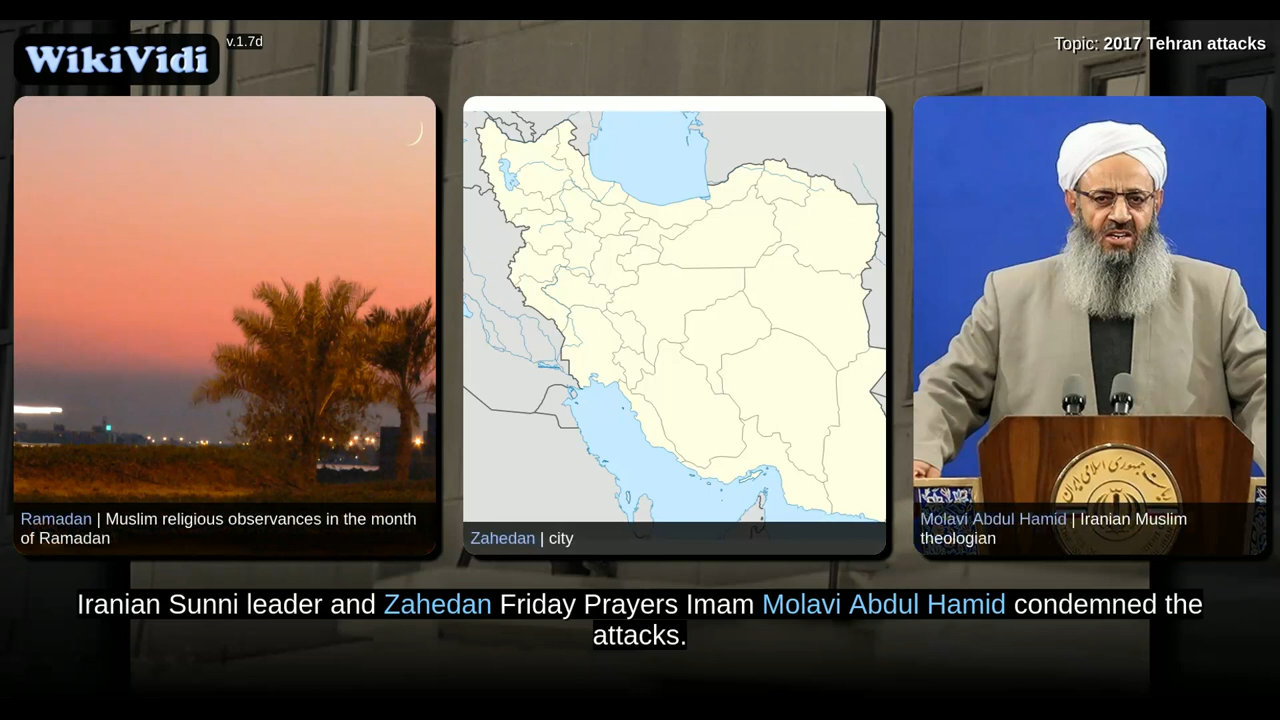 WikiVidi
v.1.7d
Topic: 2017 Tehran attacks
Ramadan | Muslim religious observances in the month
of Ramadan
Zahedan | city
Molavi Abdul Hamid | Iranian Muslim
theologian
Iranian Sunni leader and Zahedan Friday Prayers Imam Molavi Abdul Hamid condemned the
attacks.